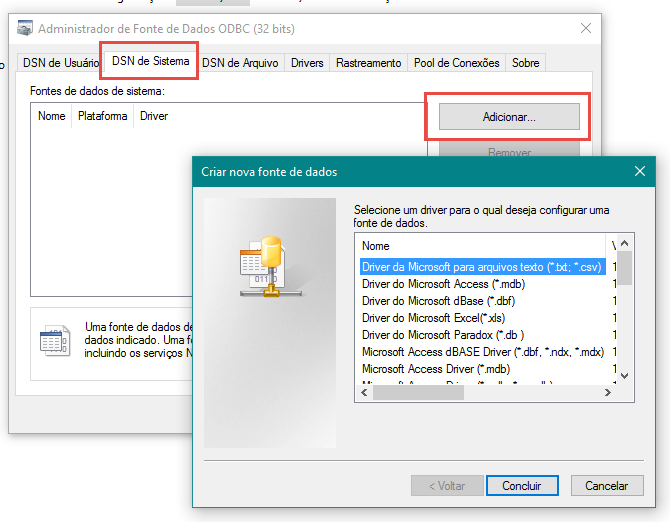 Administrador de Fonte de Dados ODBC (32 bits)
DSN de Usuário DSN de Sistema DSN de Arquivo Drivers Rastreamento Pool de Conexões Sobre
Fontes de dados de sistema:
Nome Plataforma Driver
Adicionar...
Remover
Criar nova fonte de dados
Selecione um driver para o qual deseja configurar uma
fonte de dados.
Nome
Driver da Microsoft para arquivos texto (*.txt; *.csv) 1
Driver do Microsoft Access (*.mdb) 1
Driver do Microsoft dBase (*.dbf) 1
Driver do Microsoft Excel(*.xls) 1
Driver do Microsoft Paradox (*.db ) 1
Microsoft Access dBASE Driver (*.dbf, *.ndx, *.mdx) 1
Microsoft Access Driver (*.mdb) 1
Uma fonte de dados de
dados indicado. Uma
incluindo os serviços
< Voltar Concluir Cancelar